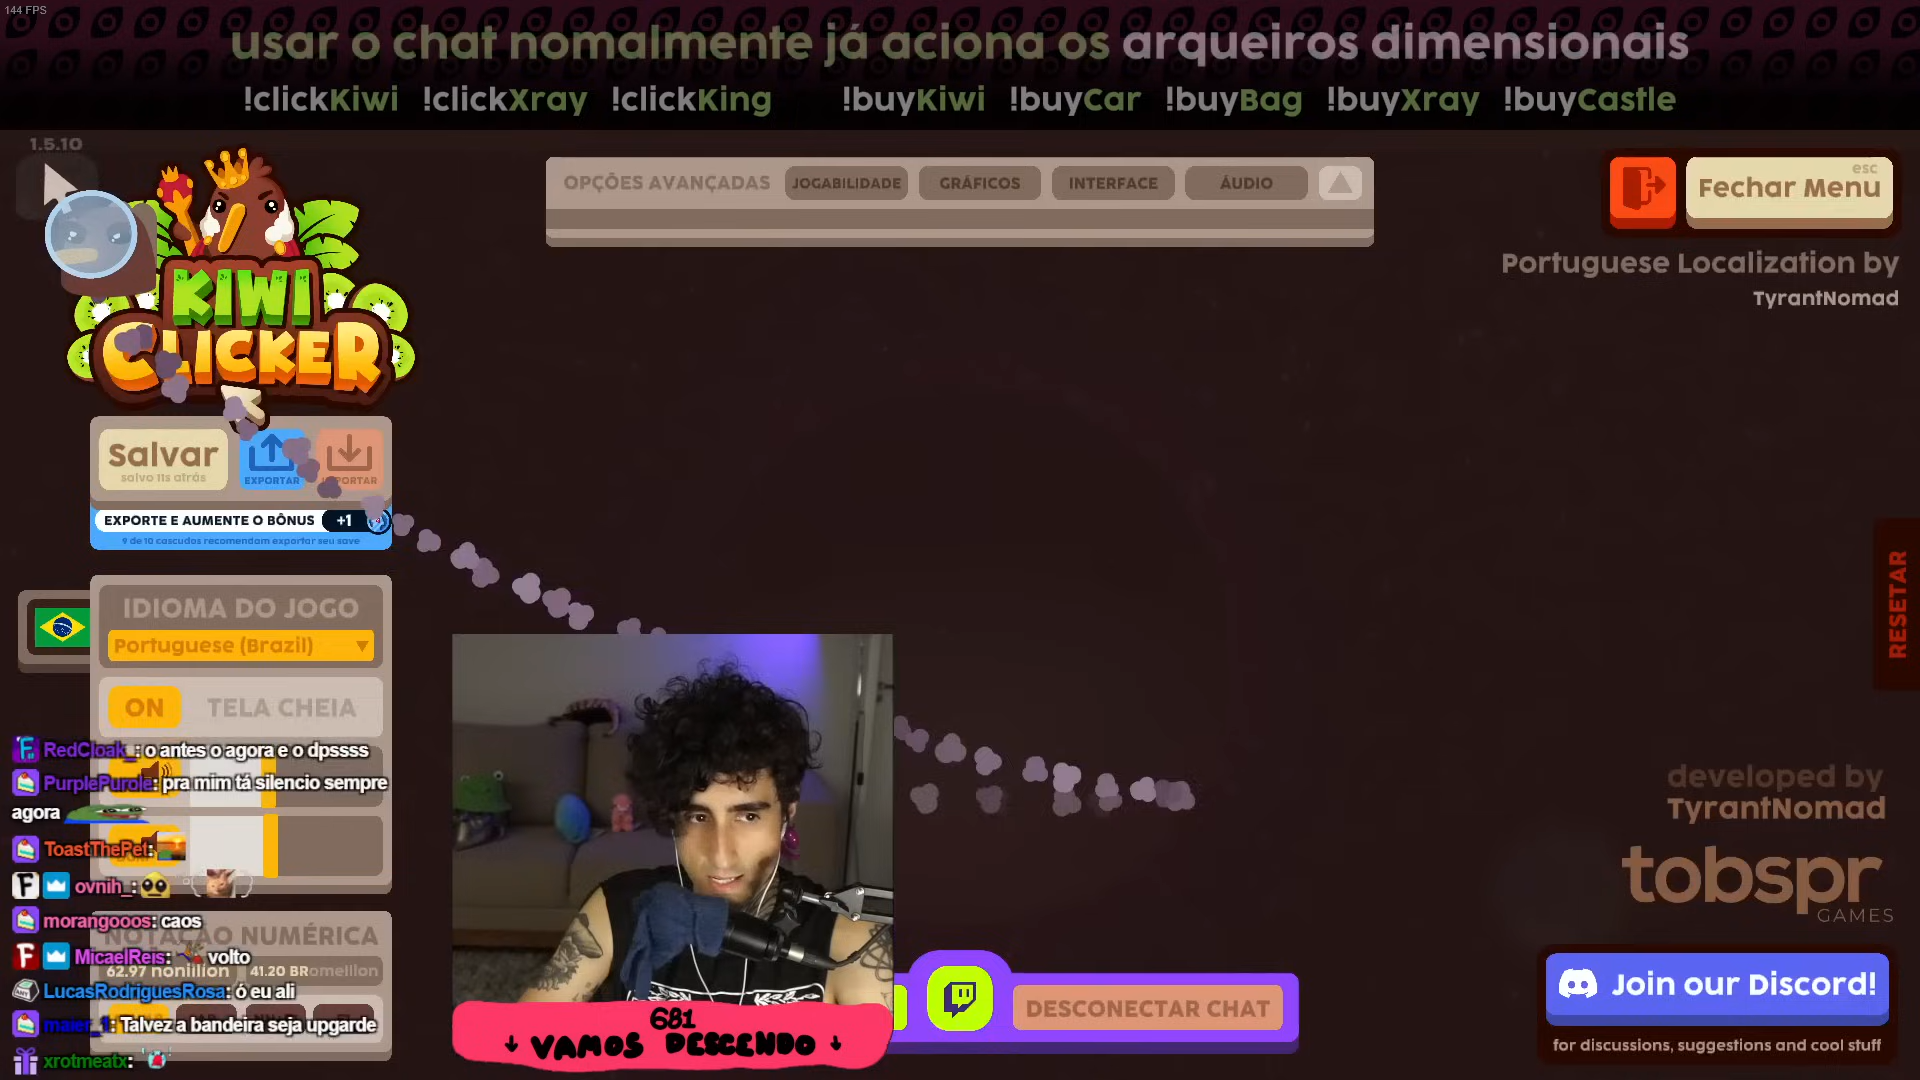 144 FPS
usar o chat nomalmente já aciona os arqueiros dimensionais
!clickKiwi !clickXray !clickKing !buyKiwi !buyCar !buyBag !buyXray !buyCastle
1.5.10
KIWI
CLICKER
OPÇÕES AVANÇADAS JOGABILIDADE GRÁFICOS INTERFACE ÁUDIO
esc
Fechar Menu
Portuguese Localization by
TyrantNomad
Salvar
salvo 11s atrás
EXPORTAR
EXPORTE E AUMENTE O BÔNUS +1
9 de 10 cascudos recomendam exportar seu save
IDIOMA DO JOGO
Portuguese (Brazil)
ON TELA CHEIA
RedCloak_: o antes o agora e o dpssss
PurplePurple: pra mim tá silencio sempre
agora
ToastThePet:
ovnih_:
morangooos: caos
NOTAÇÃO NUMÉRICA
MicaelReis: volto
62.97 nonillion 41.20 BRomellion
LucasRodriguesRosa: ó eu ali
maier_1: Talvez a bandeira seja upgarde
xrotmeatx:
681
↓ VAMOS DESCENDO ↓
DESCONECTAR CHAT
RESETAR
developed by
TyrantNomad
tobspr
GAMES
Join our Discord!
for discussions, suggestions and cool stuff